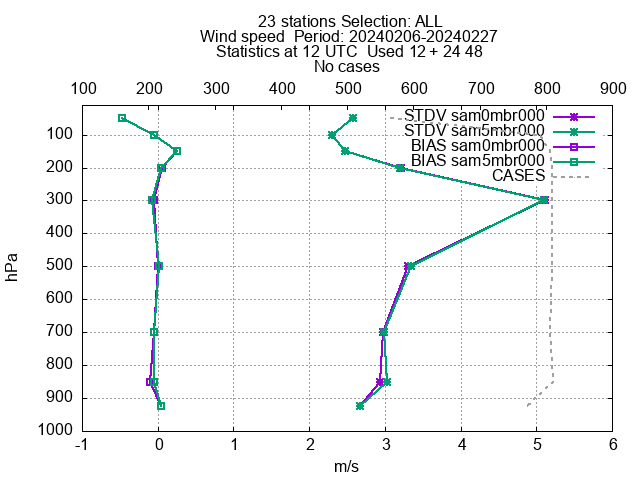 23 stations Selection: ALL
Wind speed  Period: 20240206-20240227
Statistics at 12 UTC  Used 12 + 24 48
No cases
100 200 300 400 500 600 700 800 900
STDV sam0mbr000
STDV sam5mbr000
BIAS sam0mbr000
BIAS sam5mbr000
CASES
100
200
300
400
500
600
700
800
900
1000
hPa
-1 0 1 2 3 4 5 6
m/s